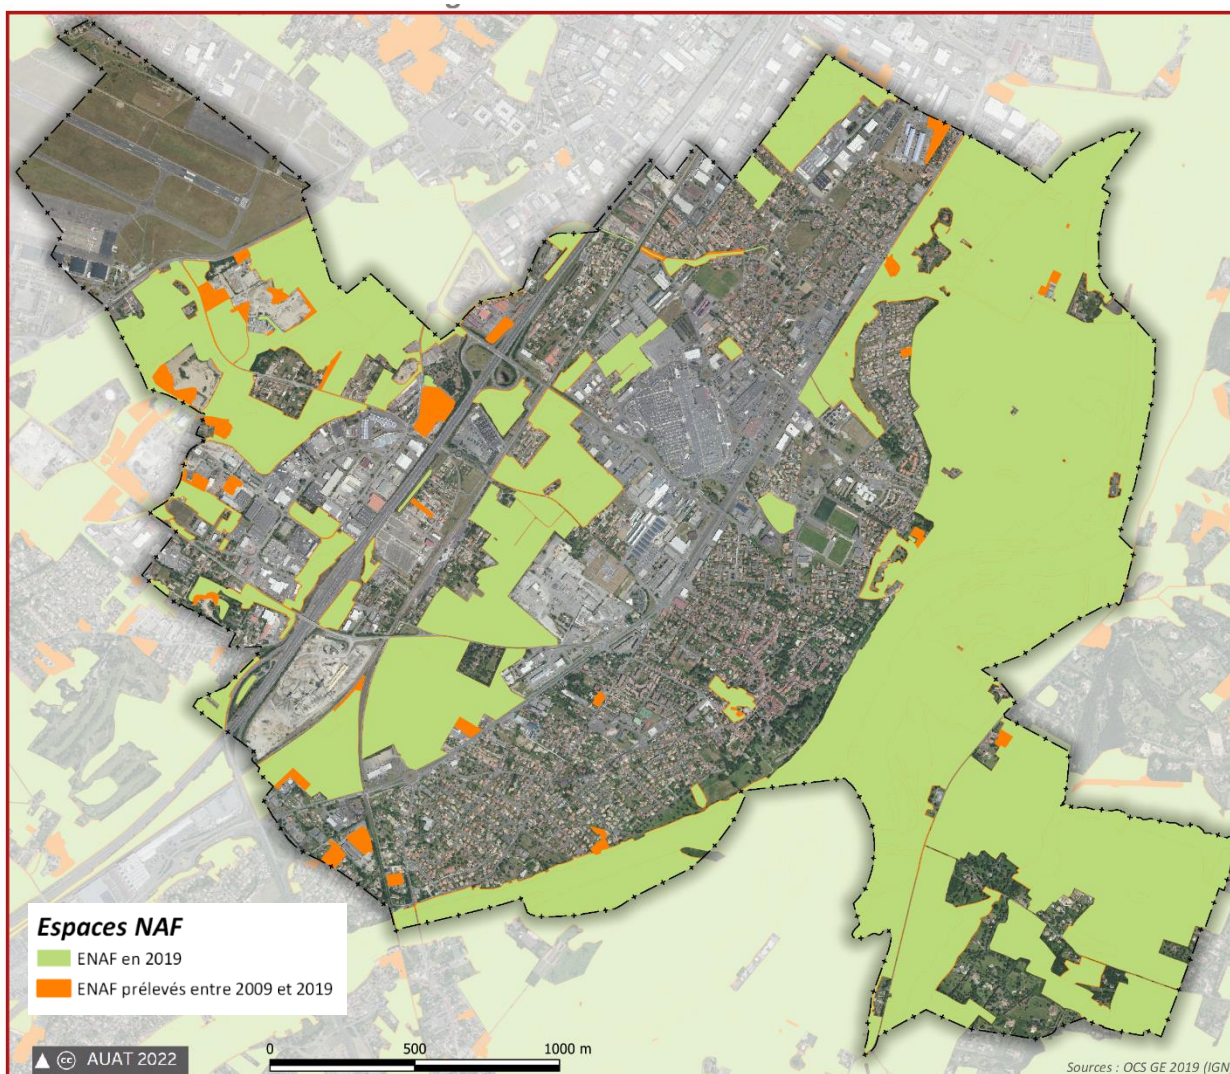 Espaces NAF
ENAF en 2019
ENAF prélevés entre 2009 et 2019
AUAT 2022
0 500 1000 m
Sources : OCS GE 2019 (IGN